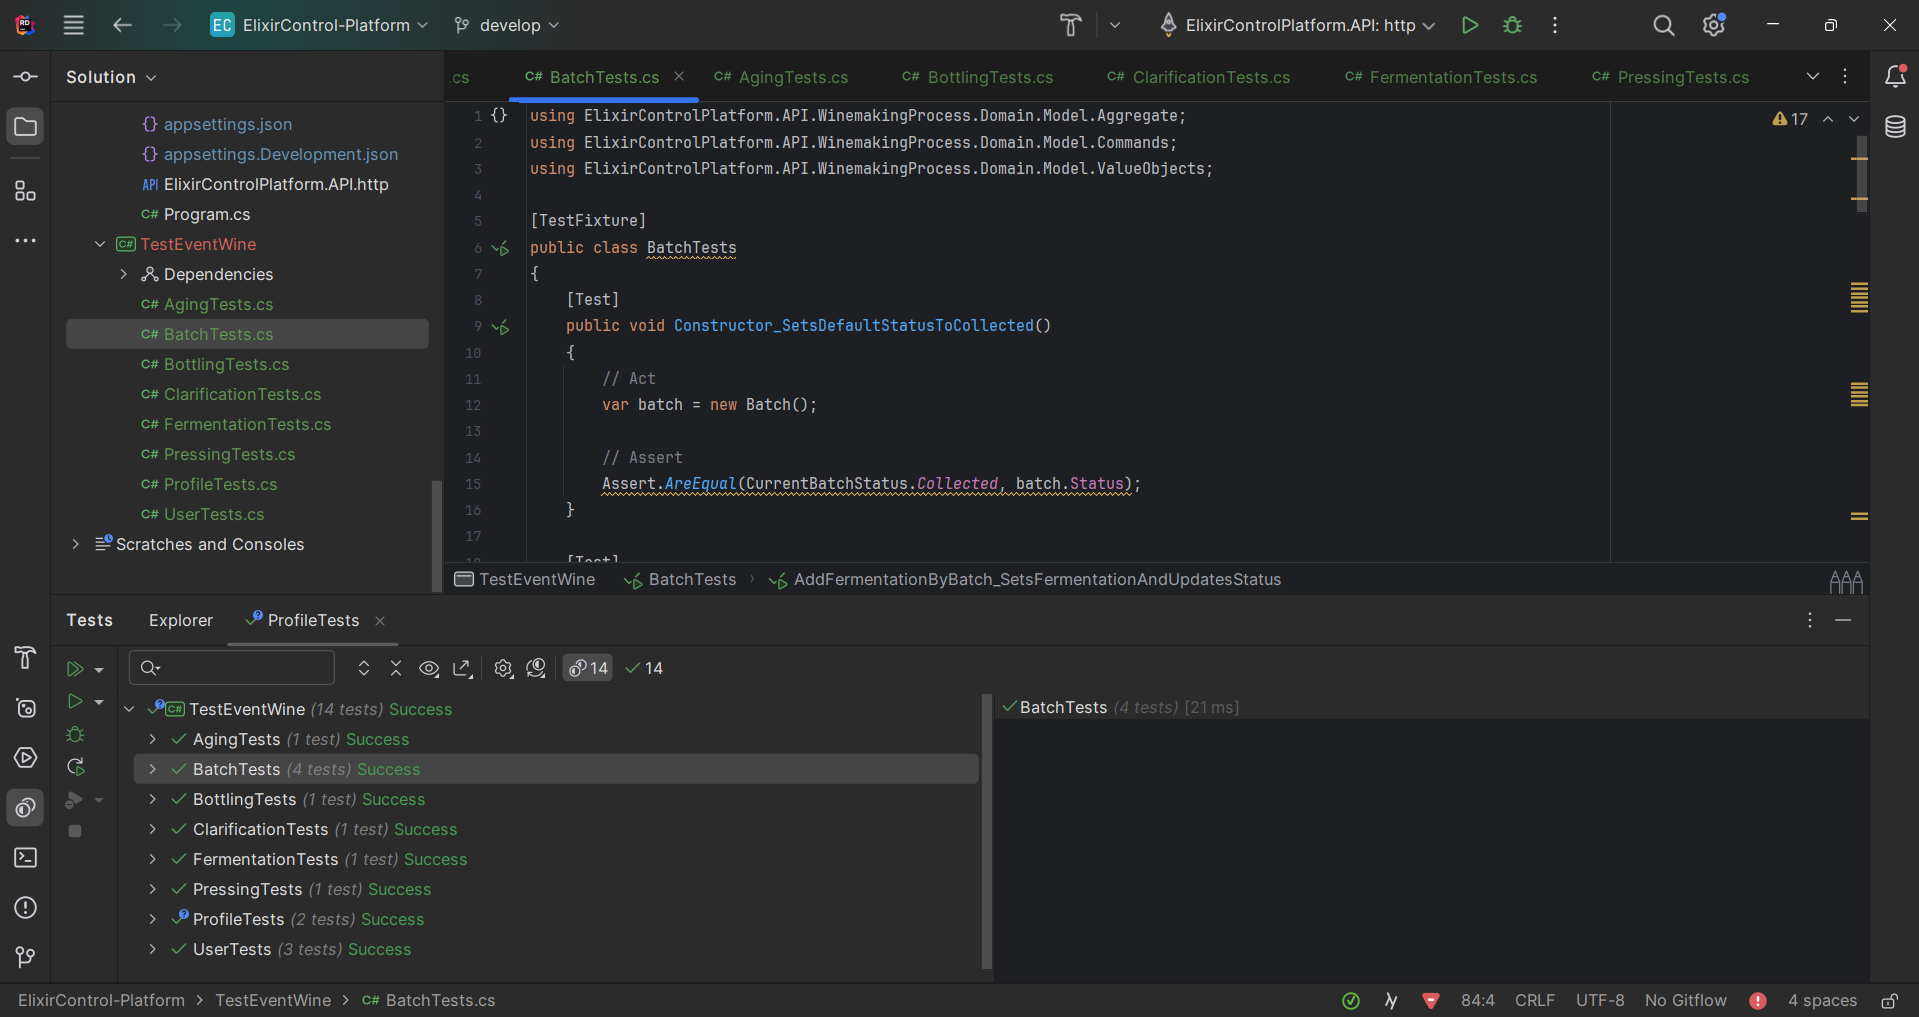 EC ElixirControl-Platform develop ElixirControlPlatform.API: http
Solution
.cs C# BatchTests.cs C# AgingTests.cs C# BottlingTests.cs C# ClarificationTests.cs C# FermentationTests.cs C# PressingTests.cs
{} appsettings.json
{} appsettings.Development.json
API ElixirControlPlatform.API.http
C# Program.cs
C# TestEventWine
Dependencies
C# AgingTests.cs
C# BatchTests.cs
C# BottlingTests.cs
C# ClarificationTests.cs
C# FermentationTests.cs
C# PressingTests.cs
C# ProfileTests.cs
C# UserTests.cs
Scratches and Consoles
1 {} using ElixirControlPlatform.API.WinemakingProcess.Domain.Model.Aggregate;
2 using ElixirControlPlatform.API.WinemakingProcess.Domain.Model.Commands;
3 using ElixirControlPlatform.API.WinemakingProcess.Domain.Model.ValueObjects;
4
5 [TestFixture]
6 public class BatchTests
7 {
8 [Test]
9 public void Constructor_SetsDefaultStatusToCollected()
10 {
11 // Act
12 var batch = new Batch();
13
14 // Assert
15 Assert.AreEqual(CurrentBatchStatus.Collected, batch.Status);
16 }
17
18 [Test]
17
TestEventWine BatchTests › AddFermentationByBatch_SetsFermentationAndUpdatesStatus
Tests Explorer ProfileTests
14 14
C# TestEventWine (14 tests) Success
AgingTests (1 test) Success
BatchTests (4 tests) Success
BottlingTests (1 test) Success
ClarificationTests (1 test) Success
FermentationTests (1 test) Success
PressingTests (1 test) Success
ProfileTests (2 tests) Success
UserTests (3 tests) Success
BatchTests (4 tests) [21 ms]
ElixirControl-Platform > TestEventWine > C# BatchTests.cs
84:4 CRLF UTF-8 No Gitflow 4 spaces